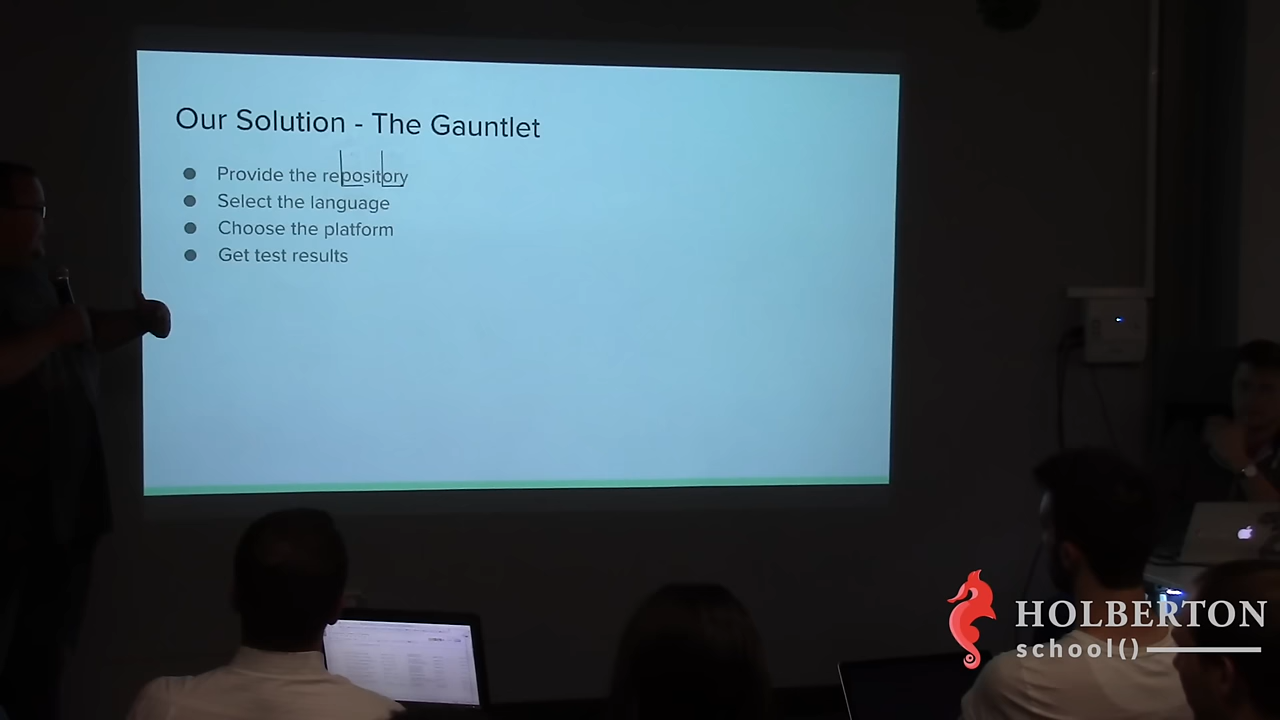 Our Solution - The Gauntlet
● Provide the repository
● Select the language
● Choose the platform
● Get test results
HOLBERTON
school()